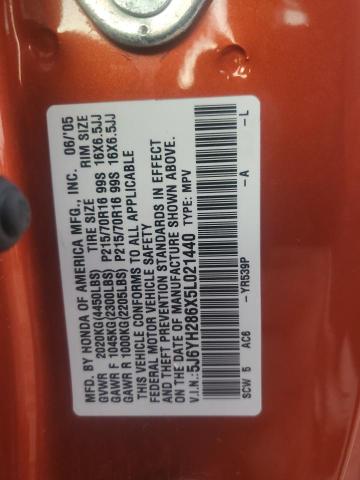 MFD. BY HONDA OF AMERICA MFG., INC. 06/'05
TIRE SIZE RIM SIZE
GVWR 2020KG(4450LBS)
GAWR F 1045KG(2300LBS) P215/70R16 99S 16X6.5JJ
GAWR R 1000KG(2205LBS) P215/70R16 99S 16X6.5JJ
THIS VEHICLE CONFORMS TO ALL APPLICABLE
FEDERAL MOTOR VEHICLE SAFETY
STANDARDS IN EFFECT
ON THE DATE OF MANUFACTURE SHOWN ABOVE.
V.I.N.: 5J6YH286X5L021440 TYPE: MPV
YR539P -A -L
SCW 5 AC6